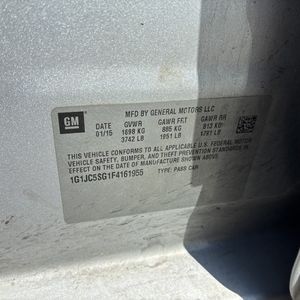 GM
MFD BY GENERAL MOTORS LLC
DATE GVWR GAWR FRT GAWR RR
01/15 1698 KG 885 KG 813 KG
3742 LB 1951 LB 1791 LB
THIS VEHICLE CONFORMS TO ALL APPLICABLE U.S. FEDERAL MOTOR
VEHICLE SAFETY, BUMPER, AND THEFT PREVENTION STANDARDS IN
EFFECT ON THE DATE OF MANUFACTURE SHOWN ABOVE.
1G1JC5SG1F4161955 TYPE: PASS CAR